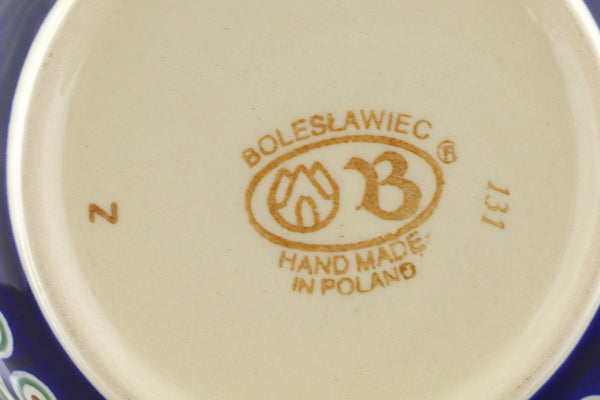 BOLESŁAWIEC ®
B
HAND MADE
IN POLAND
131
N